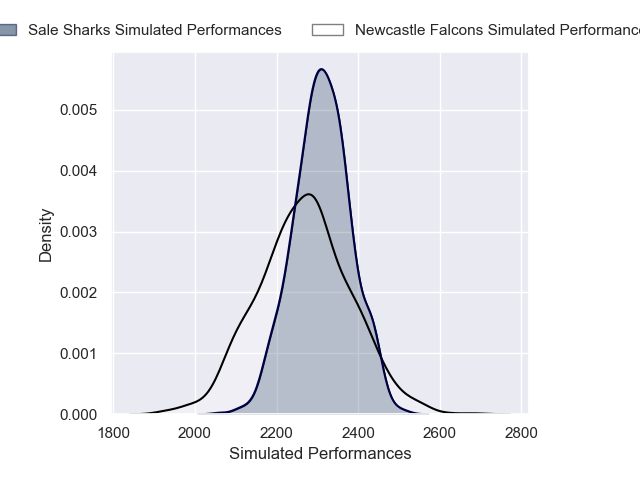 Sale Sharks Simulated Performances
Newcastle Falcons Simulated
0.005
0.004
0.003
0.002
0.001
0.000
Density
1800 2000 2200 2400 2600 2800
Simulated Performances